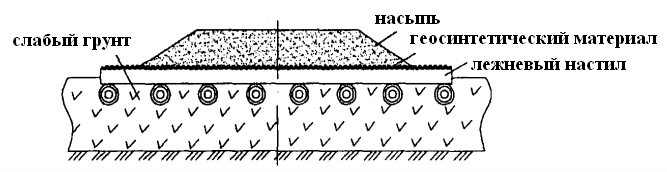 насыпь
слабый грунт
геосинтетический материал
лежневый настил